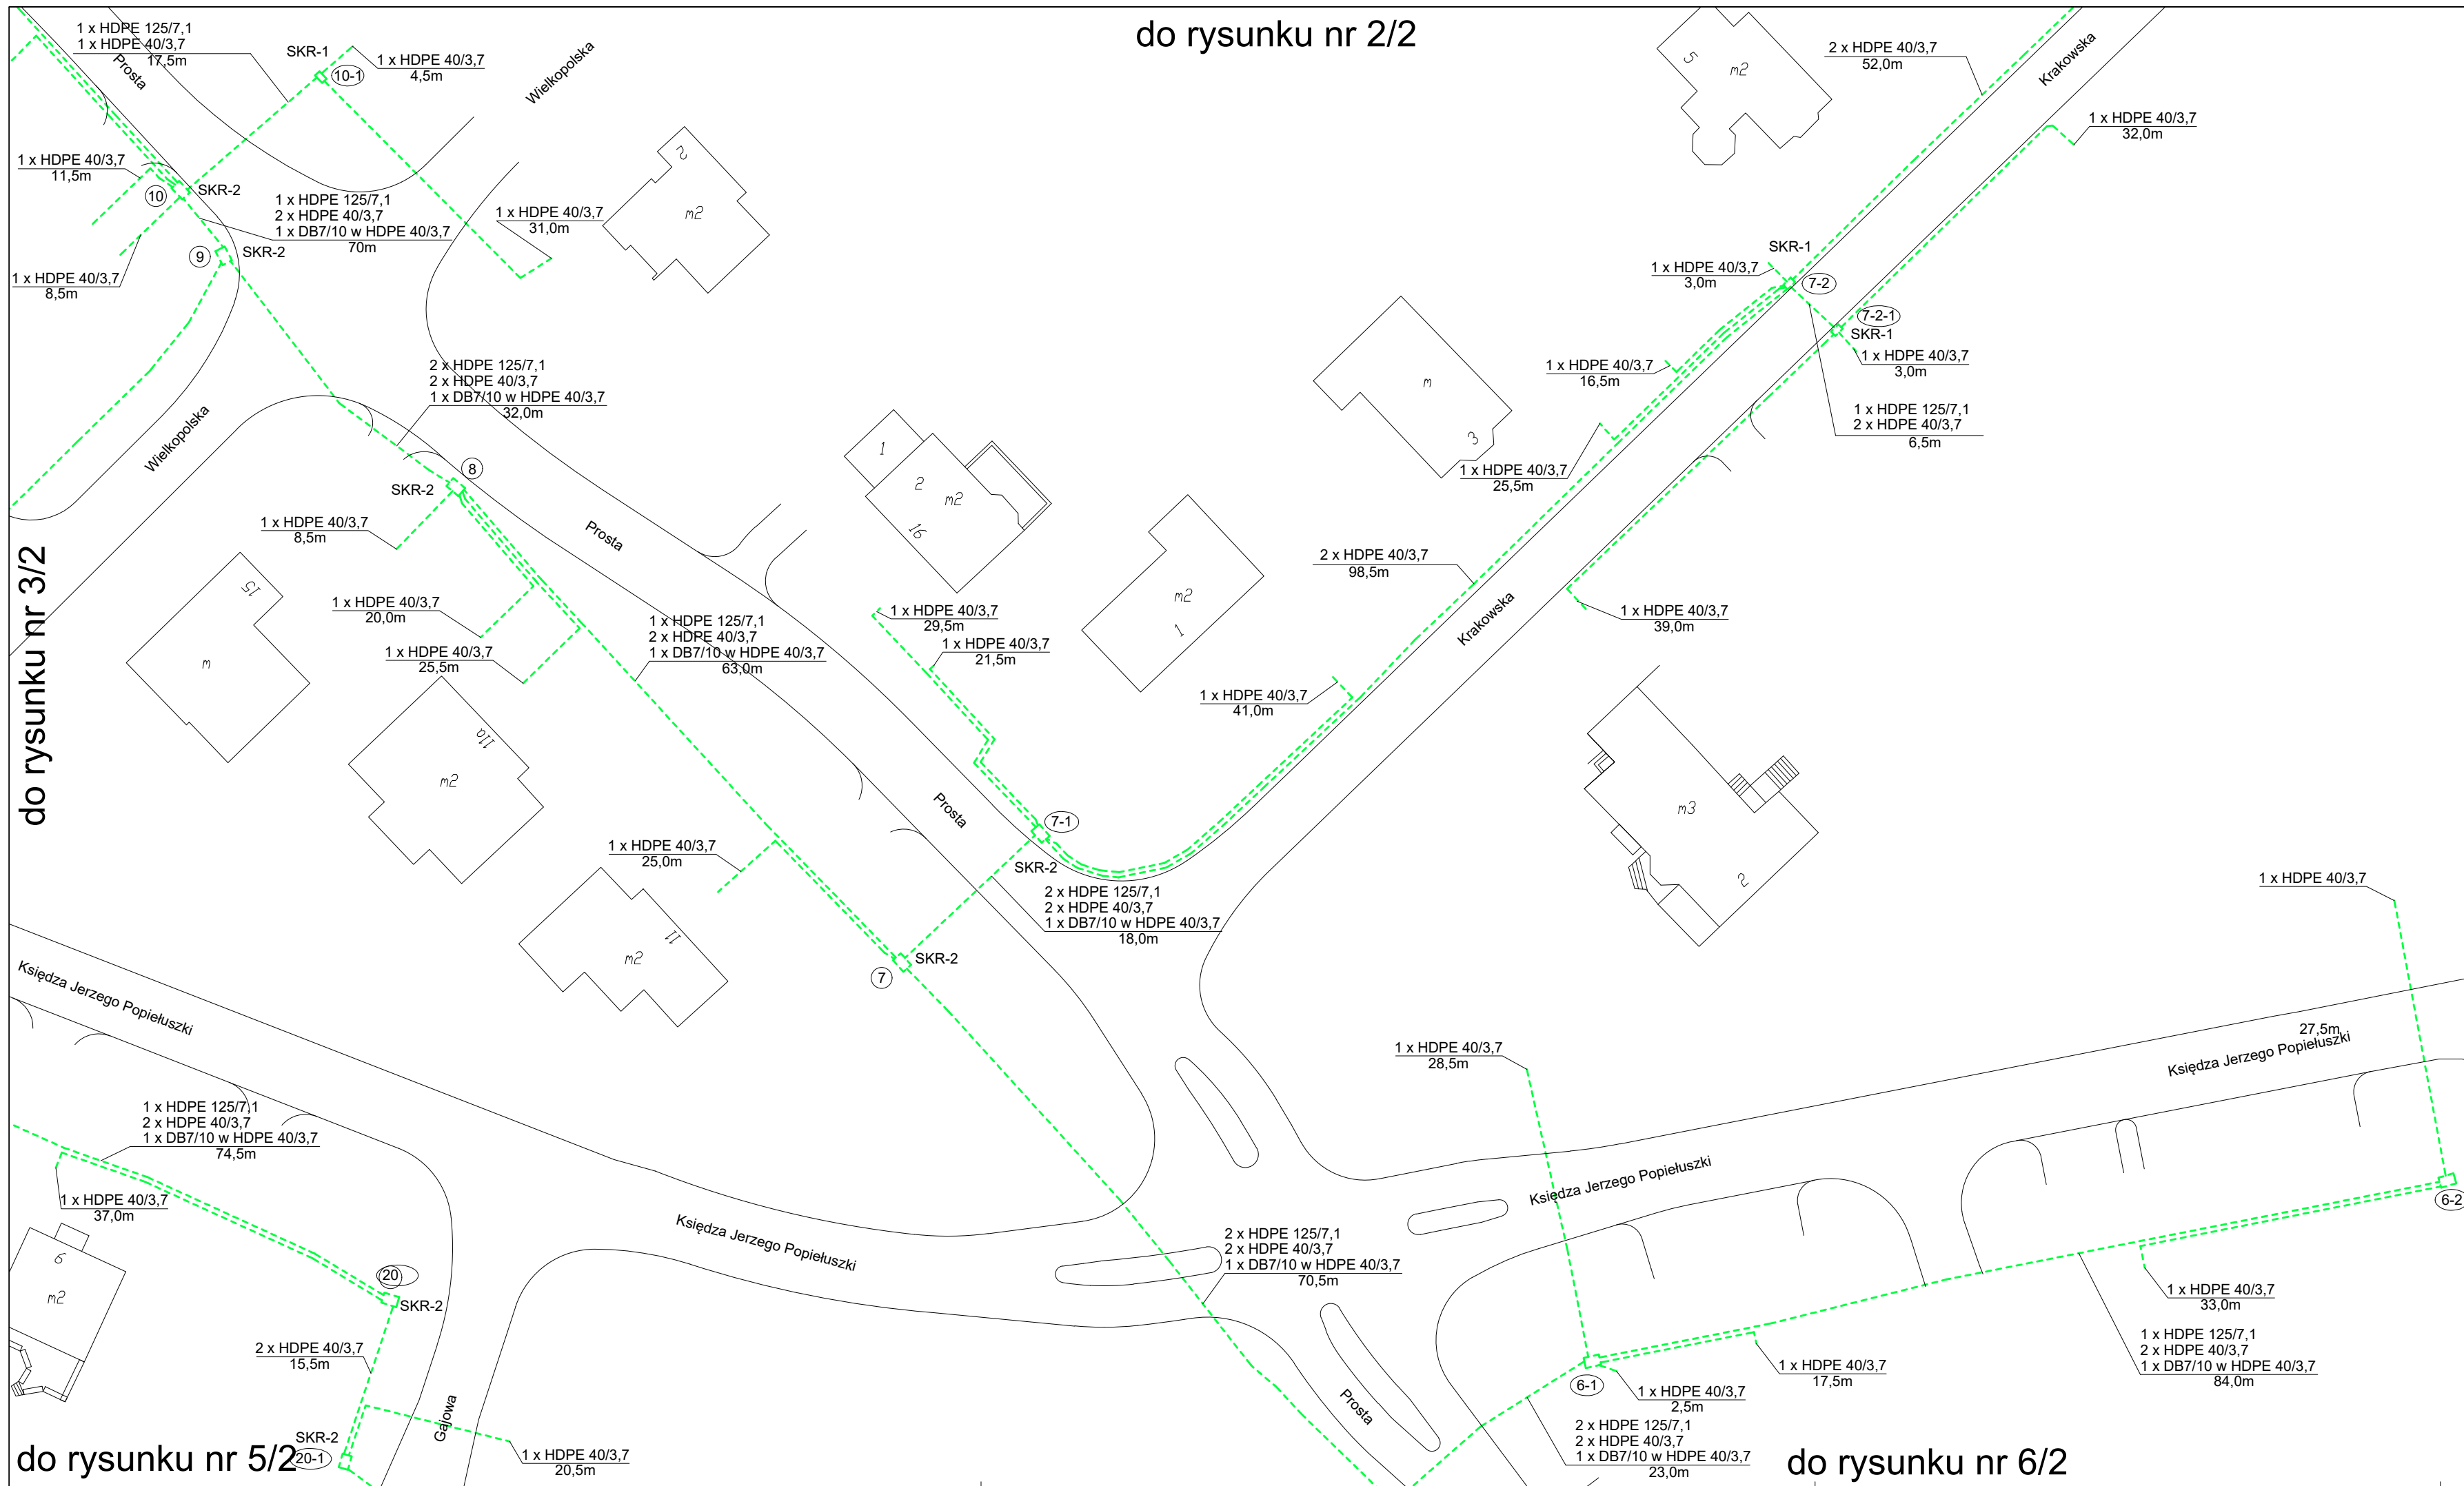 do rysunku nr 2/2
1 x HDPE 125/7,1
1 x HDPE 40/3,7
17,5m
SKR-1
10-1
1 x HDPE 40/3,7
4,5m
Prosta
Wielkopolska
5
m2
2 x HDPE 40/3,7
52,0m
Krakowska
1 x HDPE 40/3,7
32,0m
1 x HDPE 40/3,7
11,5m
10
SKR-2
1 x HDPE 125/7,1
2 x HDPE 40/3,7
1 x DB7/10 w HDPE 40/3,7
70m
2
m2
1 x HDPE 40/3,7
31,0m
9
SKR-2
1 x HDPE 40/3,7
8,5m
SKR-1
1 x HDPE 40/3,7
3,0m
7-2
7-2-1
SKR-1
1 x HDPE 40/3,7
3,0m
2 x HDPE 125/7,1
2 x HDPE 40/3,7
1 x DB7/10 w HDPE 40/3,7
32,0m
m
3
1 x HDPE 40/3,7
16,5m
1 x HDPE 125/7,1
2 x HDPE 40/3,7
6,5m
Wielkopolska
8
SKR-2
1
2
m2
16
1 x HDPE 40/3,7
25,5m
1 x HDPE 40/3,7
8,5m
Prosta
2 x HDPE 40/3,7
98,5m
do rysunku nr 3/2
15
m
1 x HDPE 40/3,7
20,0m
1 x HDPE 40/3,7
25,5m
1 x HDPE 125/7,1
2 x HDPE 40/3,7
1 x DB7/10 w HDPE 40/3,7
63,0m
1 x HDPE 40/3,7
29,5m
1 x HDPE 40/3,7
21,5m
m2
1
Krakowska
1 x HDPE 40/3,7
39,0m
1 x HDPE 40/3,7
41,0m
11a
m2
Prosta
7-1
SKR-2
m3
2
1 x HDPE 40/3,7
25,0m
2 x HDPE 125/7,1
2 x HDPE 40/3,7
1 x DB7/10 w HDPE 40/3,7
18,0m
1 x HDPE 40/3,7
11
m2
7
SKR-2
Księdza Jerzego Popiełuszki
1 x HDPE 40/3,7
28,5m
27,5m
Księdza Jerzego Popiełuszki
1 x HDPE 125/7,1
2 x HDPE 40/3,7
1 x DB7/10 w HDPE 40/3,7
74,5m
1 x HDPE 40/3,7
37,0m
Księdza Jerzego Popiełuszki
6-2
Księdza Jerzego Popiełuszki
2 x HDPE 125/7,1
2 x HDPE 40/3,7
1 x DB7/10 w HDPE 40/3,7
70,5m
6
m2
20
SKR-2
1 x HDPE 40/3,7
33,0m
2 x HDPE 40/3,7
15,5m
1 x HDPE 125/7,1
2 x HDPE 40/3,7
1 x DB7/10 w HDPE 40/3,7
84,0m
1 x HDPE 40/3,7
17,5m
6-1
1 x HDPE 40/3,7
2,5m
Gajowa
Prosta
2 x HDPE 125/7,1
2 x HDPE 40/3,7
1 x DB7/10 w HDPE 40/3,7
23,0m
SKR-2
20-1
1 x HDPE 40/3,7
20,5m
do rysunku nr 5/2
do rysunku nr 6/2